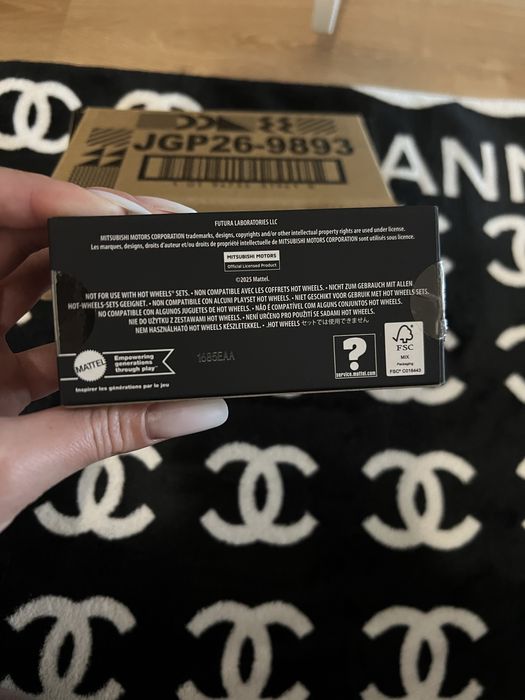 JGP26-9893
ANN
FUTURA LABORATORIES LLC
MITSUBISHI MOTORS CORPORATION trademarks, designs, copyrights and/or other intellectual property rights are used under license.
Les marques, designs, droits d'auteur et/ou droits de propriété intellectuelle de MITSUBISHI MOTORS CORPORATION sont utilisés sous licence.
MITSUBISHI MOTORS
Official Licensed Product
©2025 Mattel.
NOT FOR USE WITH HOT WHEELS® SETS. • NON COMPATIBLE AVEC LES COFFRETS HOT WHEELS. • NICHT ZUM GEBRAUCH MIT ALLEN
HOT-WHEELS-SETS GEEIGNET. • NON COMPATIBILE CON ALCUNI PLAYSET HOT WHEELS. • NIET GESCHIKT VOOR GEBRUIK MET HOT WHEELS-SETS.
NO COMPATIBLE CON ALGUNOS JUGUETES DE HOT WHEELS. • NÃO É COMPATÍVEL COM ALGUNS CONJUNTOS HOT WHEELS.
NIE DO UŻYTKU Z ZESTAWAMI HOT WHEELS. • NENÍ URČENO PRO POUŽITÍ SE SADAMI HOT WHEELS.
NEM HASZNÁLHATÓ HOT WHEELS KÉSZLETEKKEL. • .HOT WHEELS セットでは使用できません
MATTEL
Empowering
generations
through play™
Inspirer les générations par le jeu
1685EAA
?
service.mattel.com
FSC
MIX
Packaging
FSC® C016443